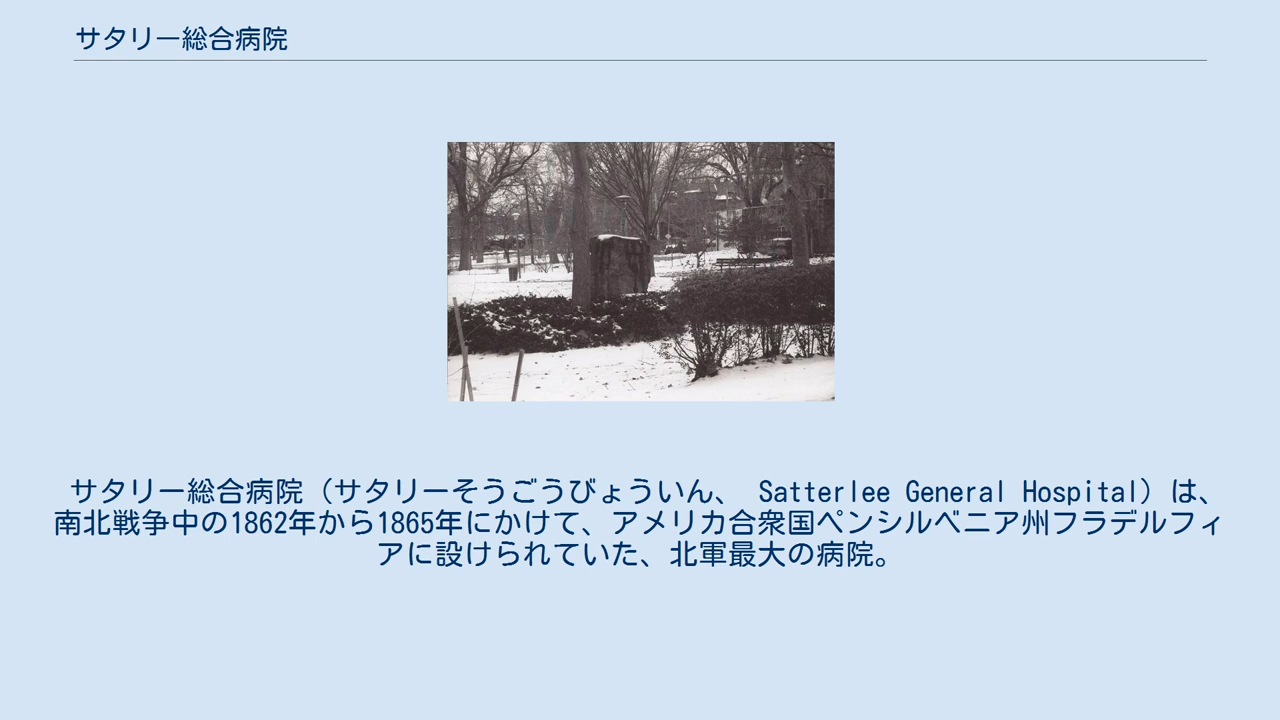 サタリー総合病院
サタリー総合病院（サタリーそうごうびょういん、 Satterlee General Hospital）は、
南北戦争中の1862年から1865年にかけて、アメリカ合衆国ペンシルベニア州フラデルフィ
アに設けられていた、北軍最大の病院。